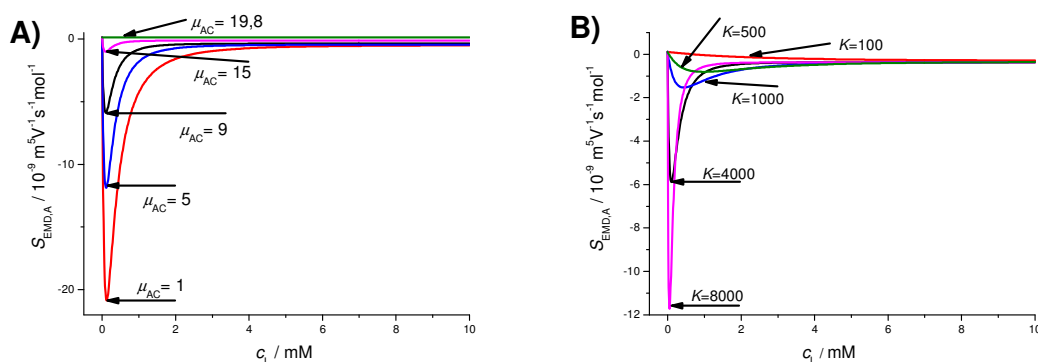 A)
μAC = 19,8
μAC = 15
μAC = 9
μAC = 5
μAC = 1
0
-10
-20
SEMD,A / 10⁻⁹ m⁵V⁻¹s⁻¹mol⁻¹
0 2 4 6 8 10
cL / mM
B)
K=500
K=100
K=1000
K=4000
K=8000
0
-2
-4
-6
-8
-10
-12
SEMD,A / 10⁻⁹ m⁵V⁻¹s⁻¹mol⁻¹
0 2 4 6 8 10
cL / mM